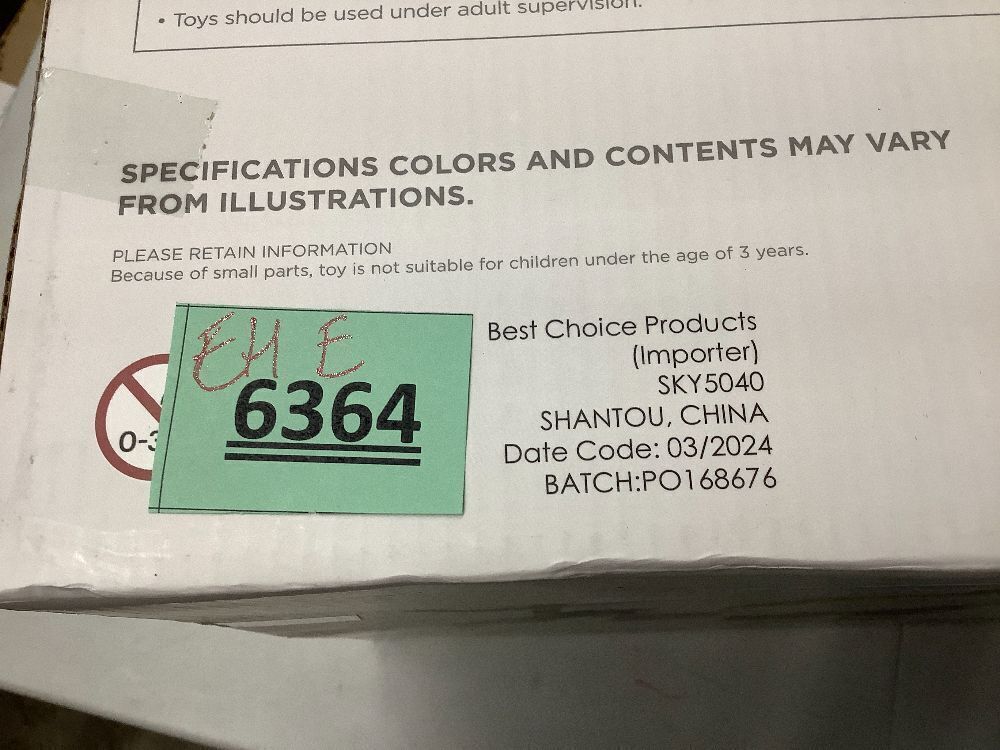 • Toys should be used under adult supervision.
SPECIFICATIONS COLORS AND CONTENTS MAY VARY
FROM ILLUSTRATIONS.
PLEASE RETAIN INFORMATION
Because of small parts, toy is not suitable for children under the age of 3 years.
0-3
EH E
6364
Best Choice Products
(Importer)
SKY5040
SHANTOU, CHINA
Date Code: 03/2024
BATCH:PO168676